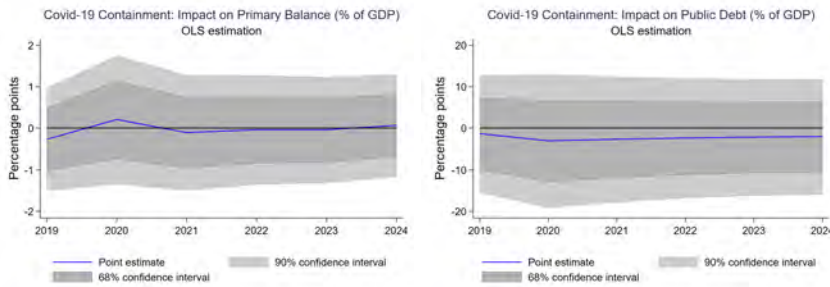 Covid-19 Containment: Impact on Primary Balance (% of GDP)
OLS estimation
Percentage points
2
1
0
-1
-2
2019 2020 2021 2022 2023 2024
Point estimate
90% confidence interval
68% confidence interval
Covid-19 Containment: Impact on Public Debt (% of GDP)
OLS estimation
Percentage points
20
10
0
-10
-20
2019 2020 2021 2022 2023 2024
Point estimate
90% confidence interval
68% confidence interval